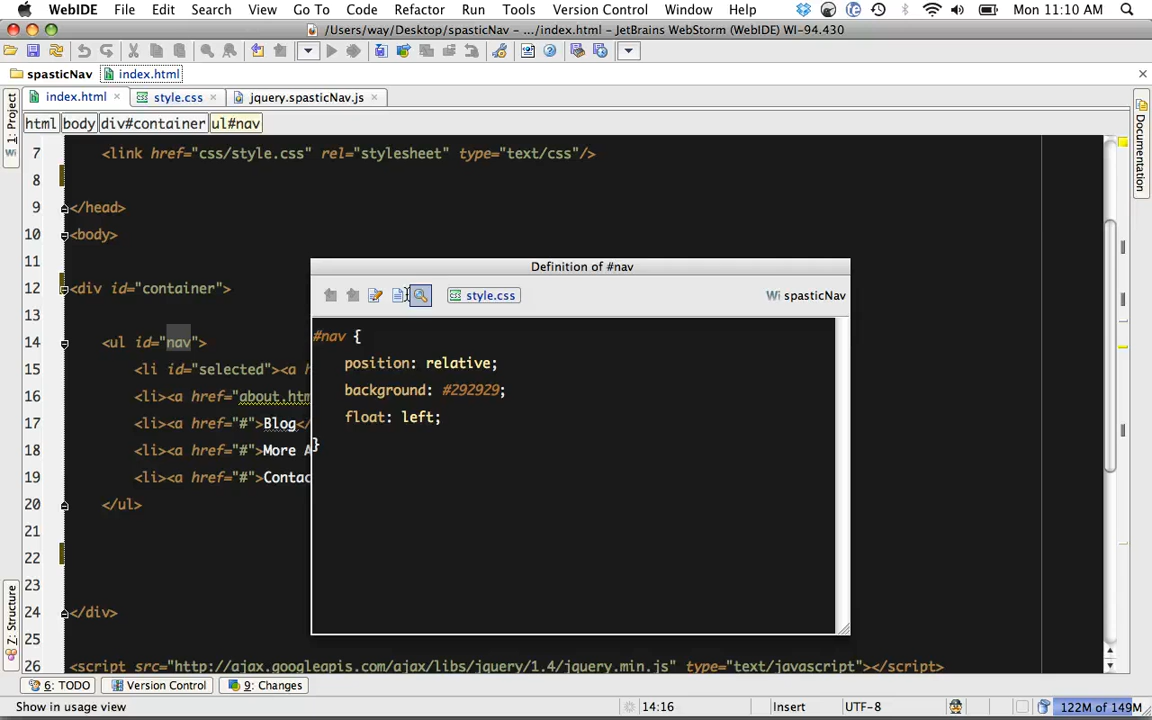 WebIDE File Edit Search View Go To Code Refactor Run Tools Version Control Window Help Mon 11:10 AM
/Users/way/Desktop/spasticNav – .../index.html – JetBrains WebStorm (WebIDE) WI-94.430
spasticNav index.html
index.html style.css jquery.spasticNav.js
html body div#container ul#nav
1: Project
Documentation
7 <link href="css/style.css" rel="stylesheet" type="text/css"/>
8
9 </head>
10 <body>
11
12 <div id="container">
13
14 <ul id="nav">
15 <li id="selected"><a h
16 <li><a href="about.htm
17 <li><a href="#">Blog</
18 <li><a href="#">More A
19 <li><a href="#">Contac
20 </ul>
21
22
23
24 </div>
25
26 <script src="http://ajax.googleapis.com/ajax/libs/jquery/1.4/jquery.min.js" type="text/javascript"></script>
Definition of #nav
style.css Wi spasticNav
#nav {
position: relative;
background: #292929;
float: left;
}
Z: Structure
6: TODO Version Control 9: Changes
Show in usage view 14:16 Insert UTF-8 122M of 149M